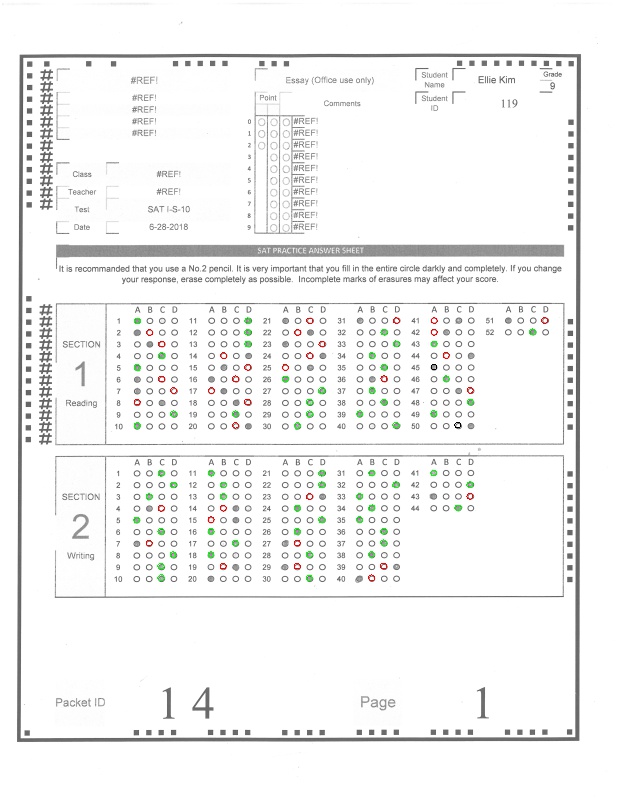 #REF!
Essay (Office use only)
Student Name
Ellie Kim
Grade
9
#REF!
#REF!
#REF!
#REF!
Point
Comments
Student ID
119
0 #REF!
1 #REF!
2 #REF!
3 #REF!
4 #REF!
5 #REF!
6 #REF!
7 #REF!
8 #REF!
9 #REF!
Class #REF!
Teacher #REF!
Test SAT I-S-10
Date 6-28-2018
SAT PRACTICE ANSWER SHEET
It is recommended that you use a No.2 pencil. It is very important that you fill in the entire circle darkly and completely. If you change
your response, erase completely as possible. Incomplete marks of erasures may affect your score.
# # # # # # # # # # #
# # # # # # # # # # #
SECTION
1
Reading
A B C D A B C D A B C D A B C D A B C D A B C D
1 11 21 31 41 51
2 12 22 32 42 52
3 13 23 33 43
4 14 24 34 44
5 15 25 35 45
6 16 26 36 46
7 17 27 37 47
8 18 28 38 48
9 19 29 39 49
10 20 30 40 50
SECTION
2
Writing
A B C D A B C D A B C D A B C D A B C D
1 11 21 31 41
2 12 22 32 42
3 13 23 33 43
4 14 24 34 44
5 15 25 35
6 16 26 36
7 17 27 37
8 18 28 38
9 19 29 39
10 20 30 40
Packet ID 14 Page 1